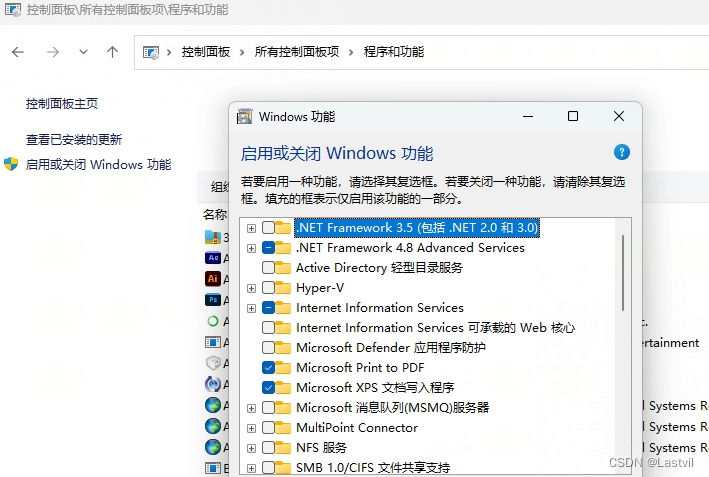 控制面板\所有控制面板项\程序和功能
控制面板 所有控制面板项 程序和功能
控制面板主页
查看已安装的更新
启用或关闭 Windows 功能
组织
名称
Windows 功能
启用或关闭 Windows 功能
?
若要启用一种功能，请选择其复选框。若要关闭一种功能，请清除其复选
框。填充的框表示仅启用该功能的一部分。
.NET Framework 3.5 (包括 .NET 2.0 和 3.0)
.NET Framework 4.8 Advanced Services
Active Directory 轻型目录服务
Hyper-V
Internet Information Services
Internet Information Services 可承载的 Web 核心
Microsoft Defender 应用程序防护
Microsoft Print to PDF
Microsoft XPS 文档写入程序
Microsoft 消息队列(MSMQ)服务器
MultiPoint Connector
NFS 服务
SMB 1.0/CIFS 文件共享支持
3
Ae
Ai
Ps
c.
ertainment
l Systems Re
l Systems Re
l Systems Re
CSDN @Lastvil